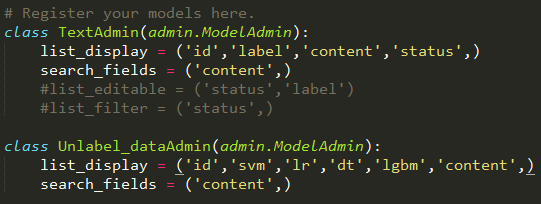 # Register your models here.
class TextAdmin(admin.ModelAdmin):
    list_display = ('id','label','content','status',)
    search_fields = ('content',)
    #list_editable = ('status','label')
    #list_filter = ('status',)

class Unlabel_dataAdmin(admin.ModelAdmin):
    list_display = ('id','svm','lr','dt','lgbm','content',)
    search_fields = ('content',)